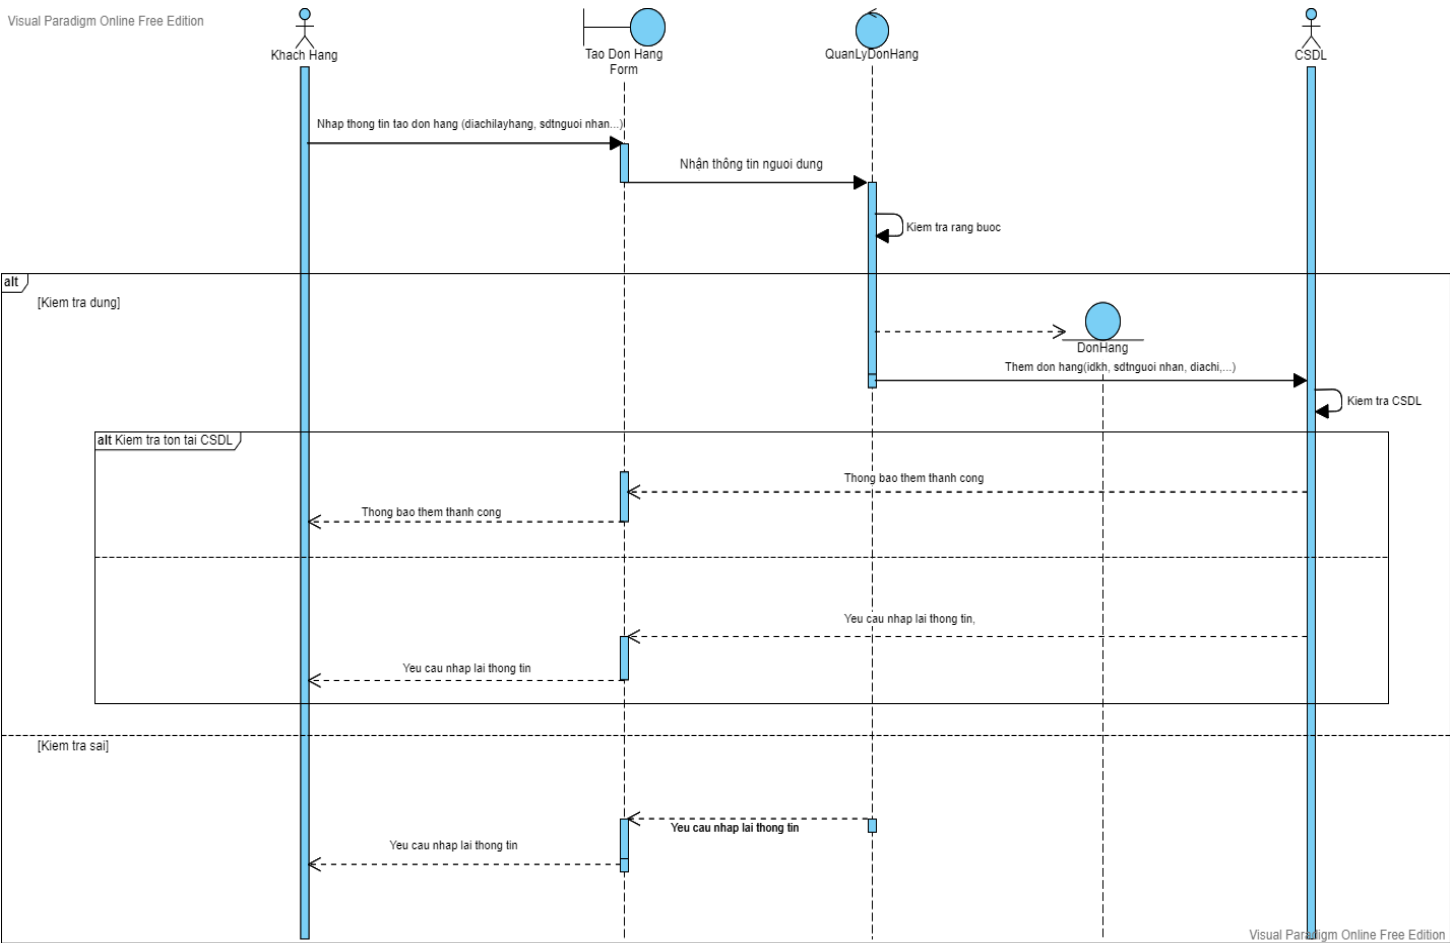 Visual Paradigm Online Free Edition
Khach Hang
Tao Don Hang
Form
QuanLyDonHang
CSDL
Nhap thong tin tao don hang (diachilayhang, sdtnguoi nhan...)
Nhận thông tin nguoi dung
Kiem tra rang buoc
alt
[Kiem tra dung]
DonHang
Them don hang(idkh, sdtnguoi nhan, diachi,...)
Kiem tra CSDL
alt Kiem tra ton tai CSDL
Thong bao them thanh cong
Thong bao them thanh cong
Yeu cau nhap lai thong tin,
Yeu cau nhap lai thong tin
[Kiem tra sai]
Yeu cau nhap lai thong tin
Yeu cau nhap lai thong tin
Visual Paradigm Online Free Edition